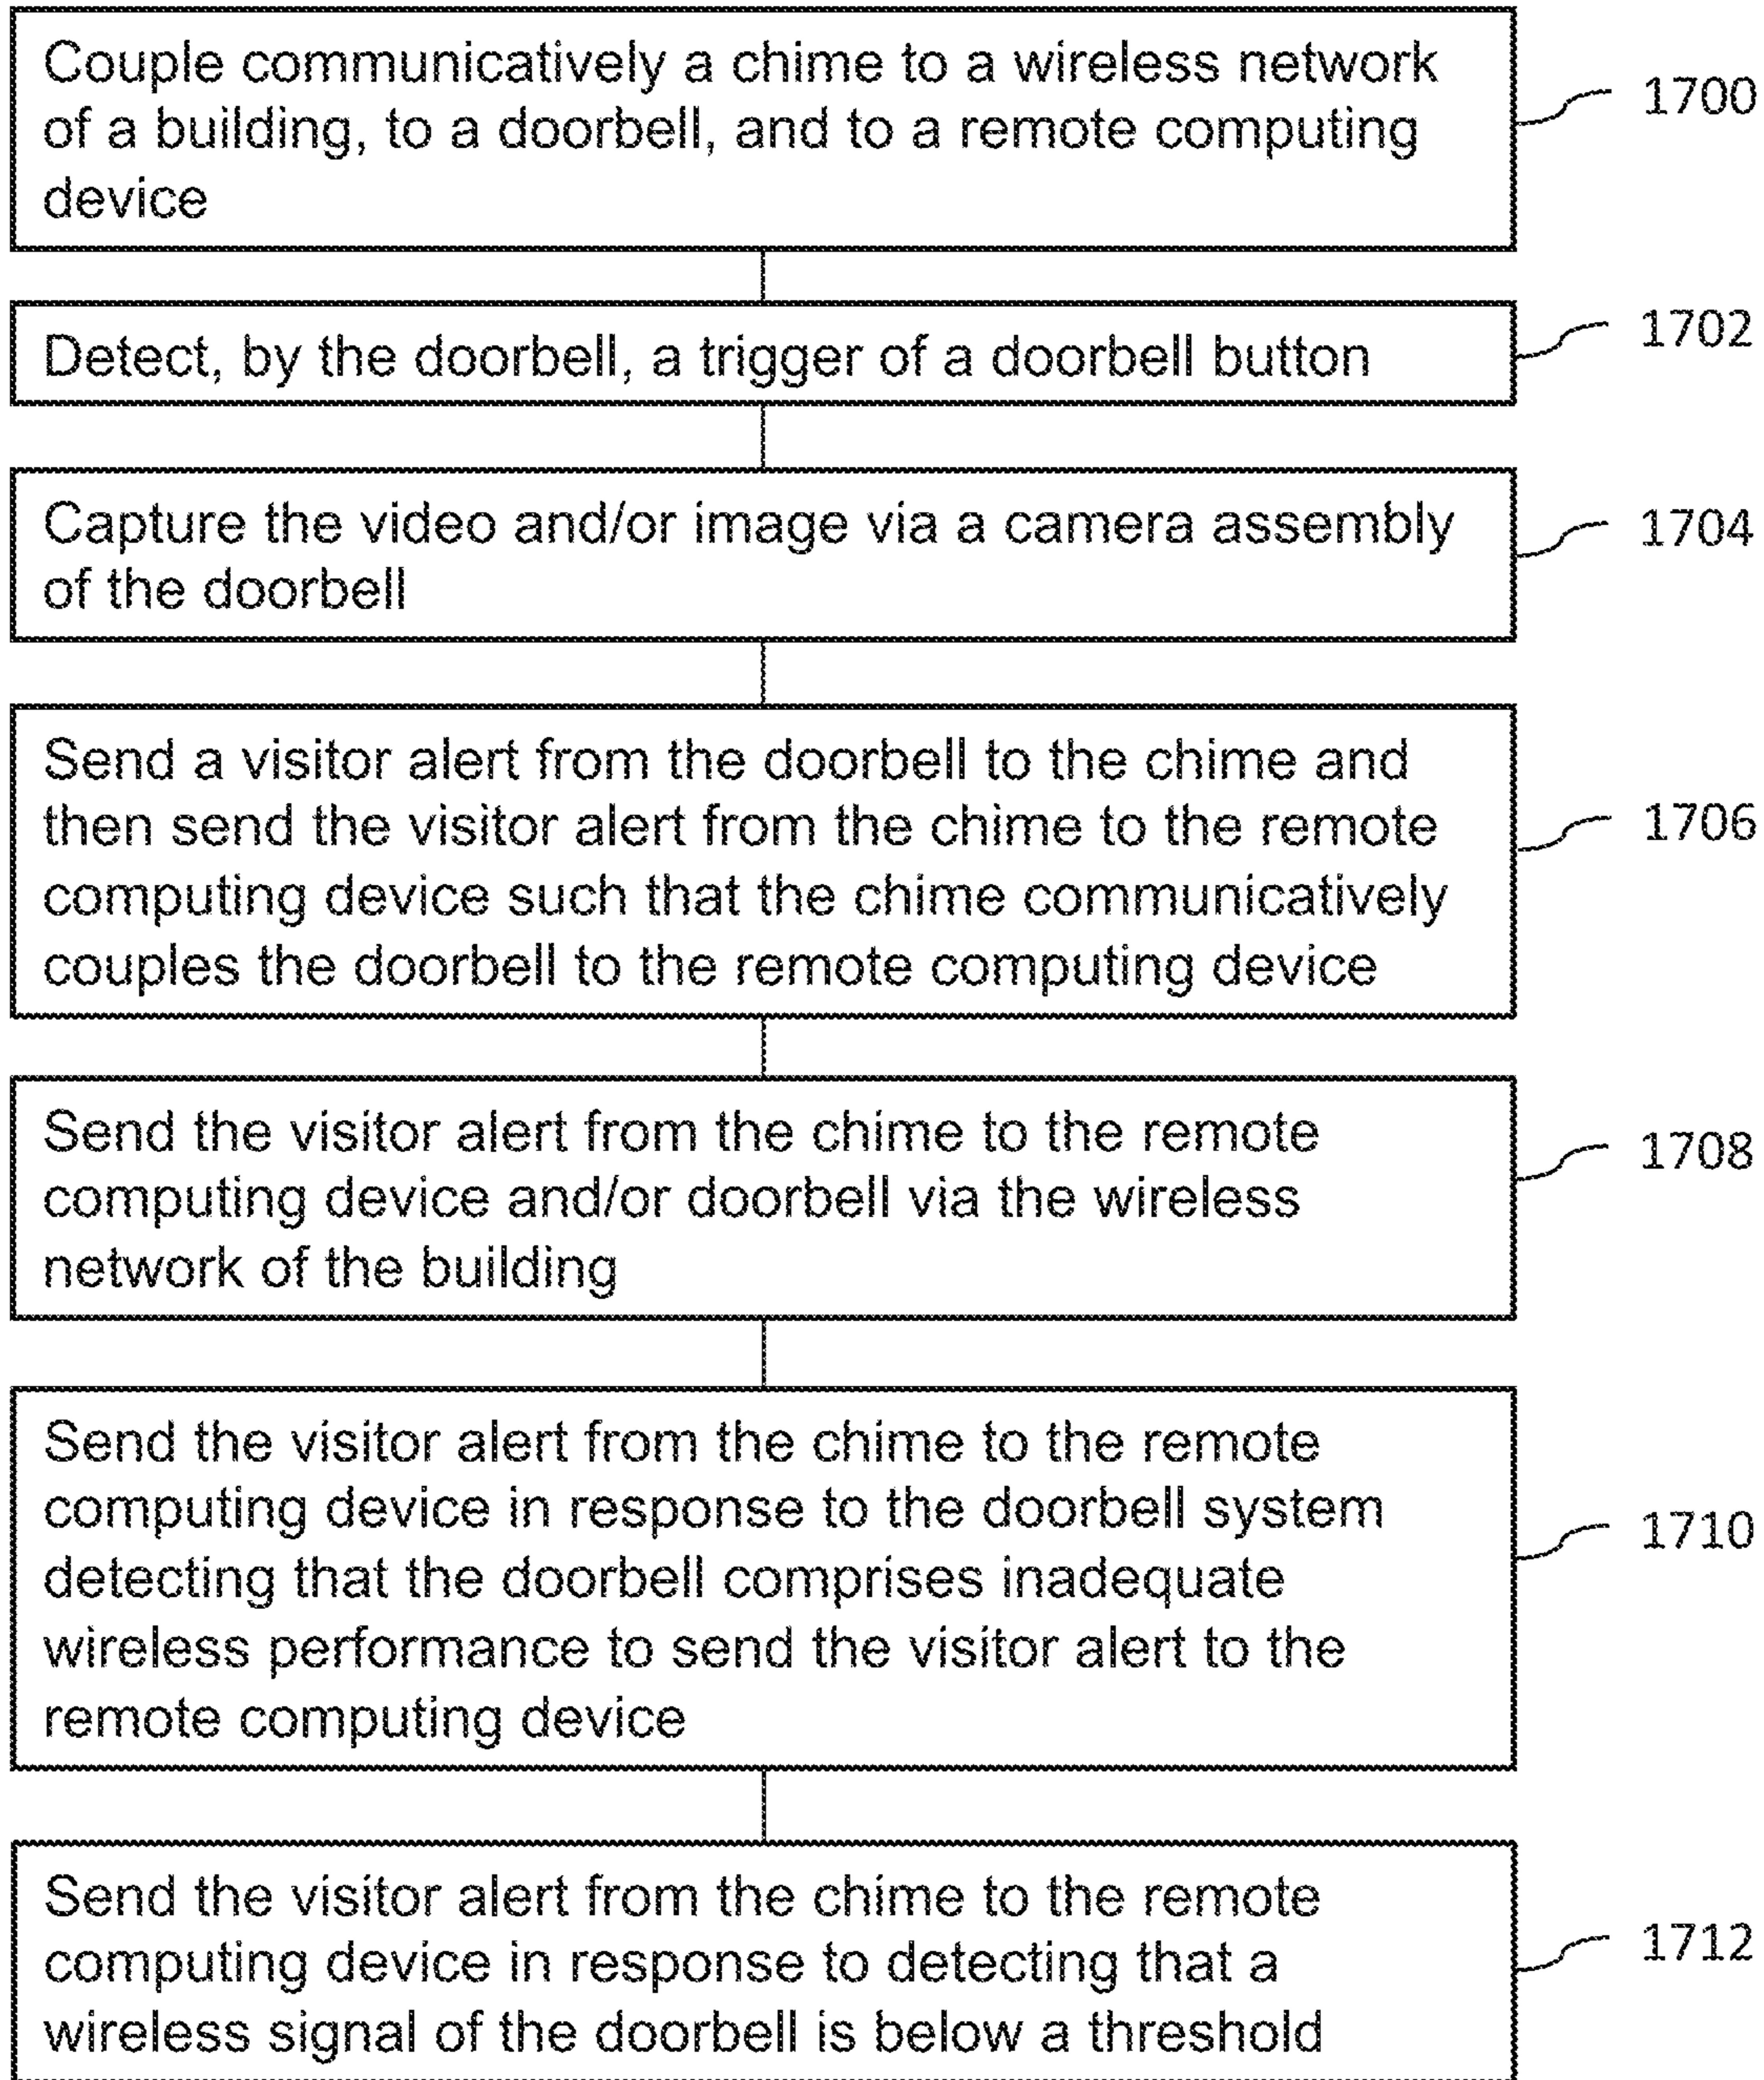 Couple communicatively a chime to a wireless network
of a building, to a doorbell, and to a remote computing
device
1700
Detect, by the doorbell, a trigger of a doorbell button
1702
Capture the video and/or image via a camera assembly
of the doorbell
1704
Send a visitor alert from the doorbell to the chime and
then send the visitor alert from the chime to the remote
computing device such that the chime communicatively
couples the doorbell to the remote computing device
1706
Send the visitor alert from the chime to the remote
computing device and/or doorbell via the wireless
network of the building
1708
Send the visitor alert from the chime to the remote
computing device in response to the doorbell system
detecting that the doorbell comprises inadequate
wireless performance to send the visitor alert to the
remote computing device
1710
Send the visitor alert from the chime to the remote
computing device in response to detecting that a
wireless signal of the doorbell is below a threshold
1712